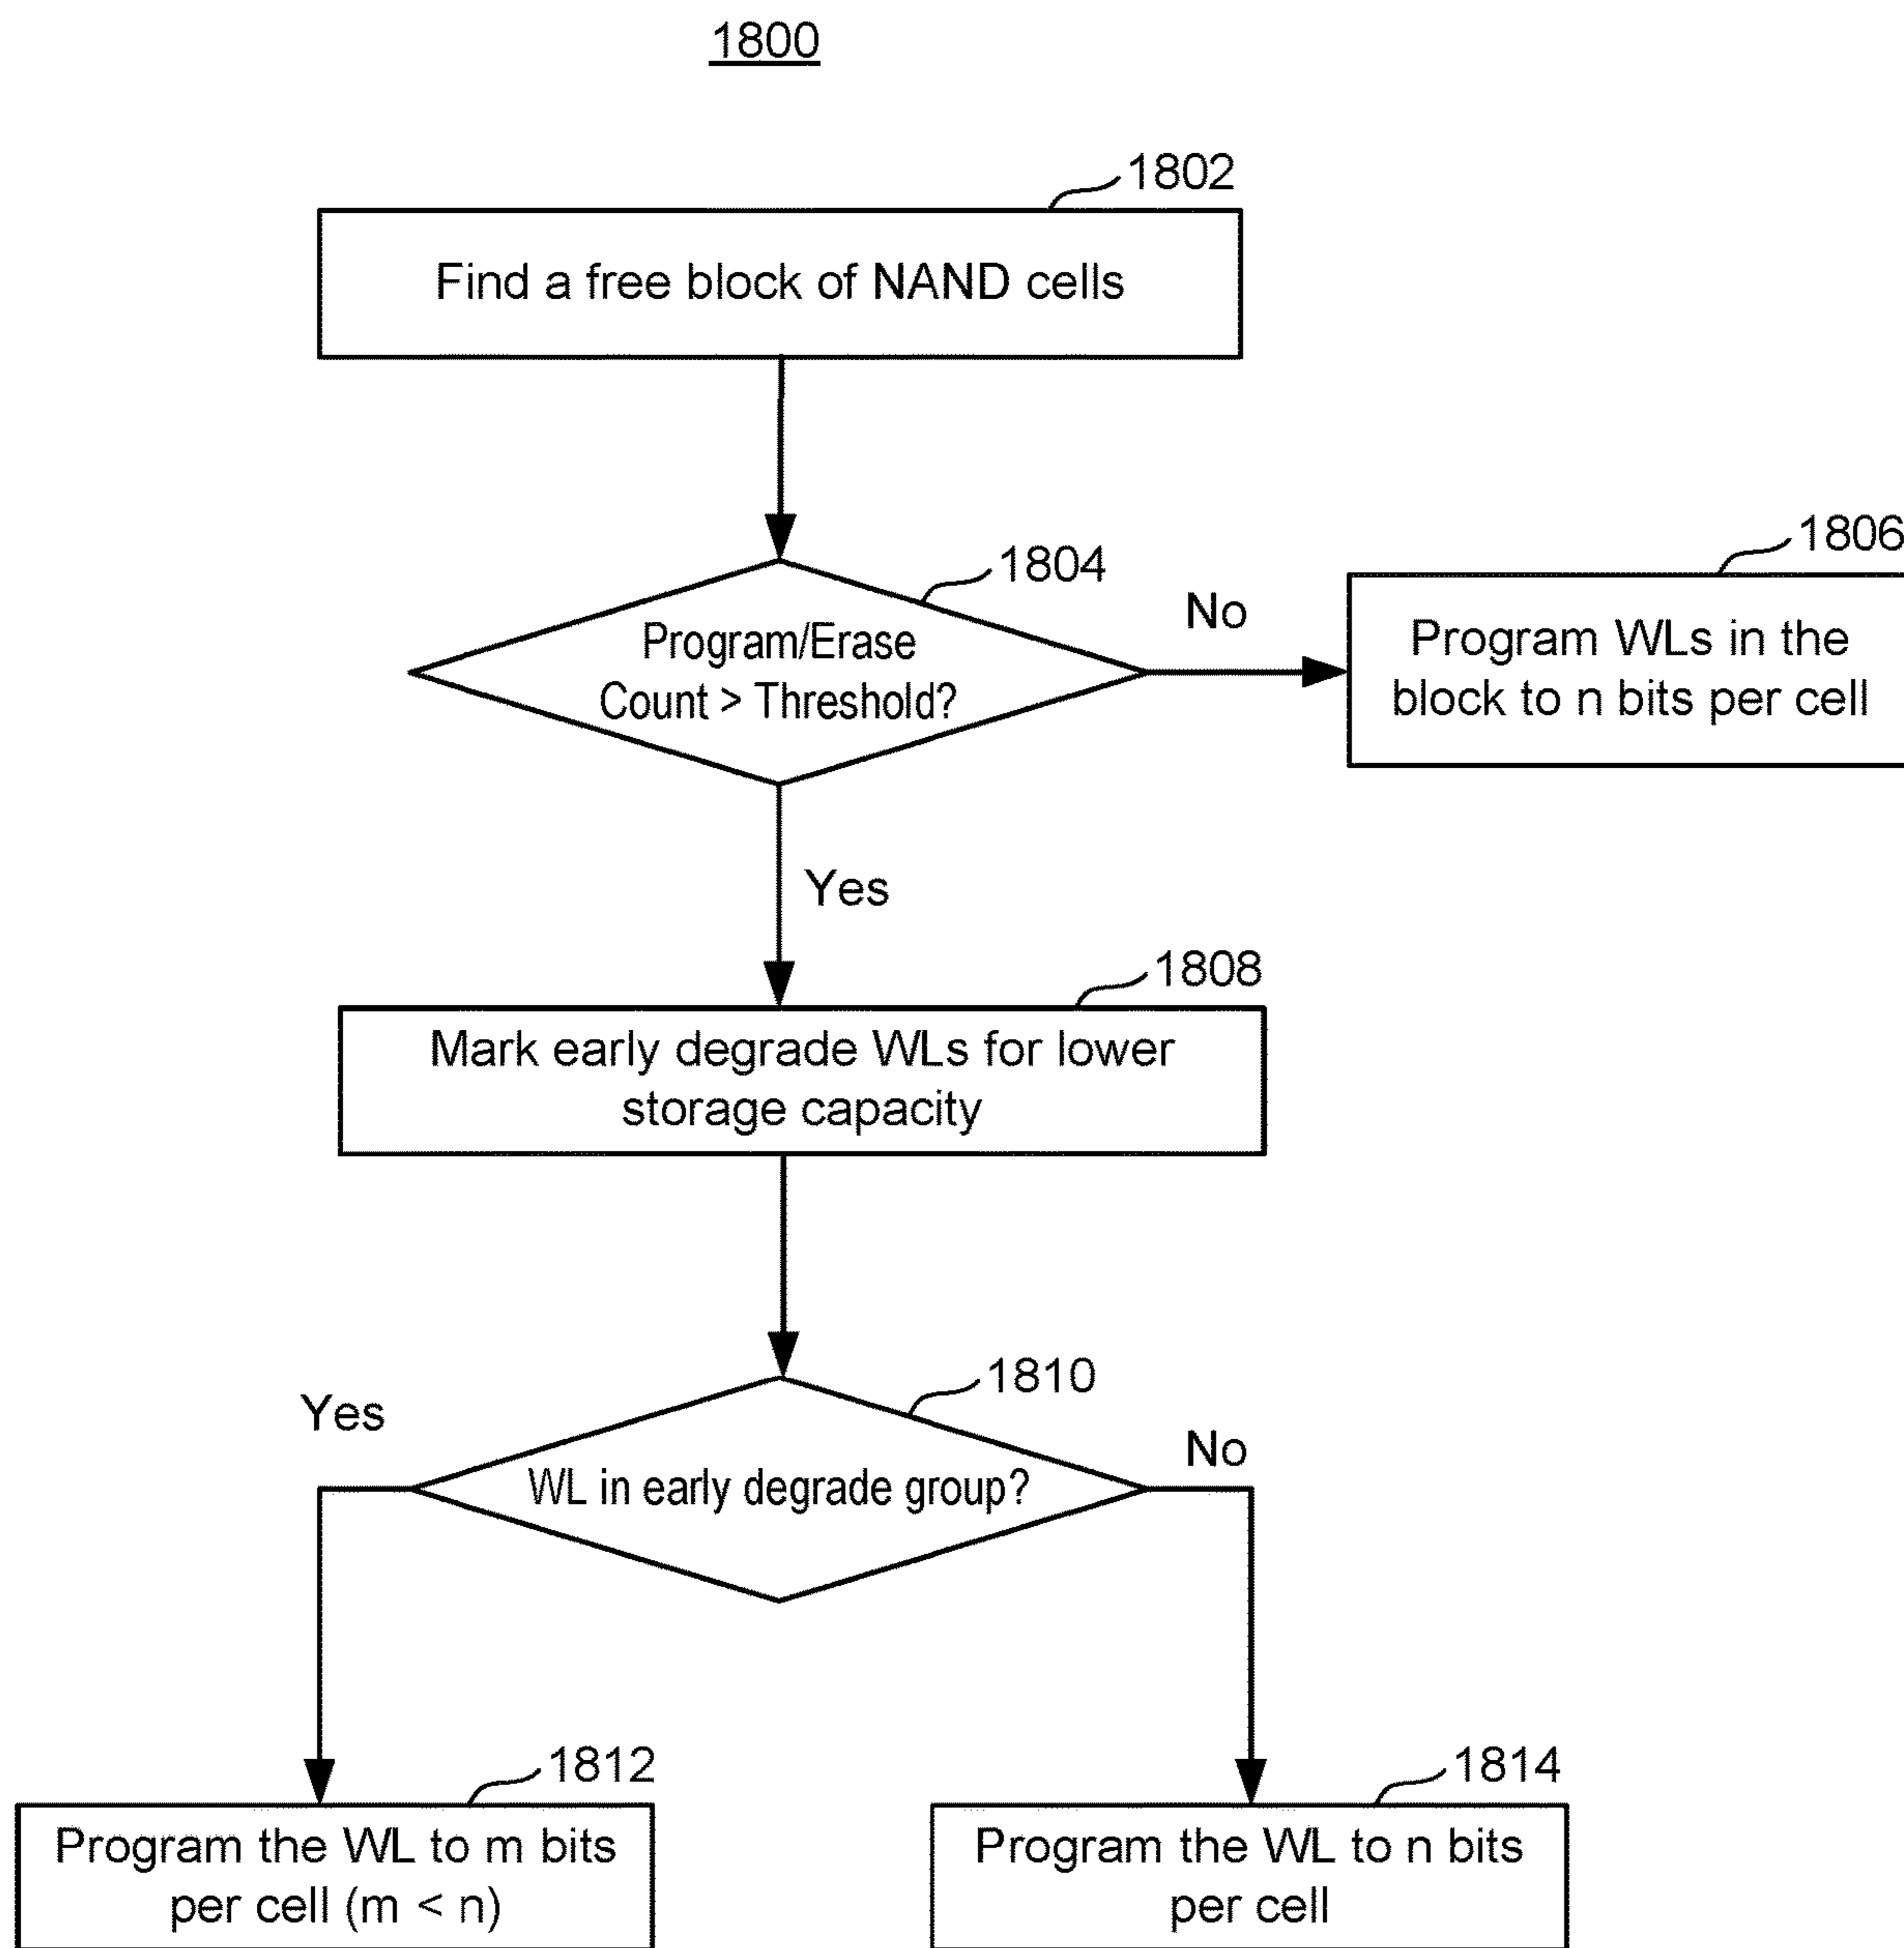 1800
1802
Find a free block of NAND cells
1804
Program/Erase
Count > Threshold?
No
1806
Program WLs in the
block to n bits per cell
Yes
1808
Mark early degrade WLs for lower
storage capacity
1810
Yes
WL in early degrade group?
No
1812
Program the WL to m bits
per cell (m < n)
1814
Program the WL to n bits
per cell